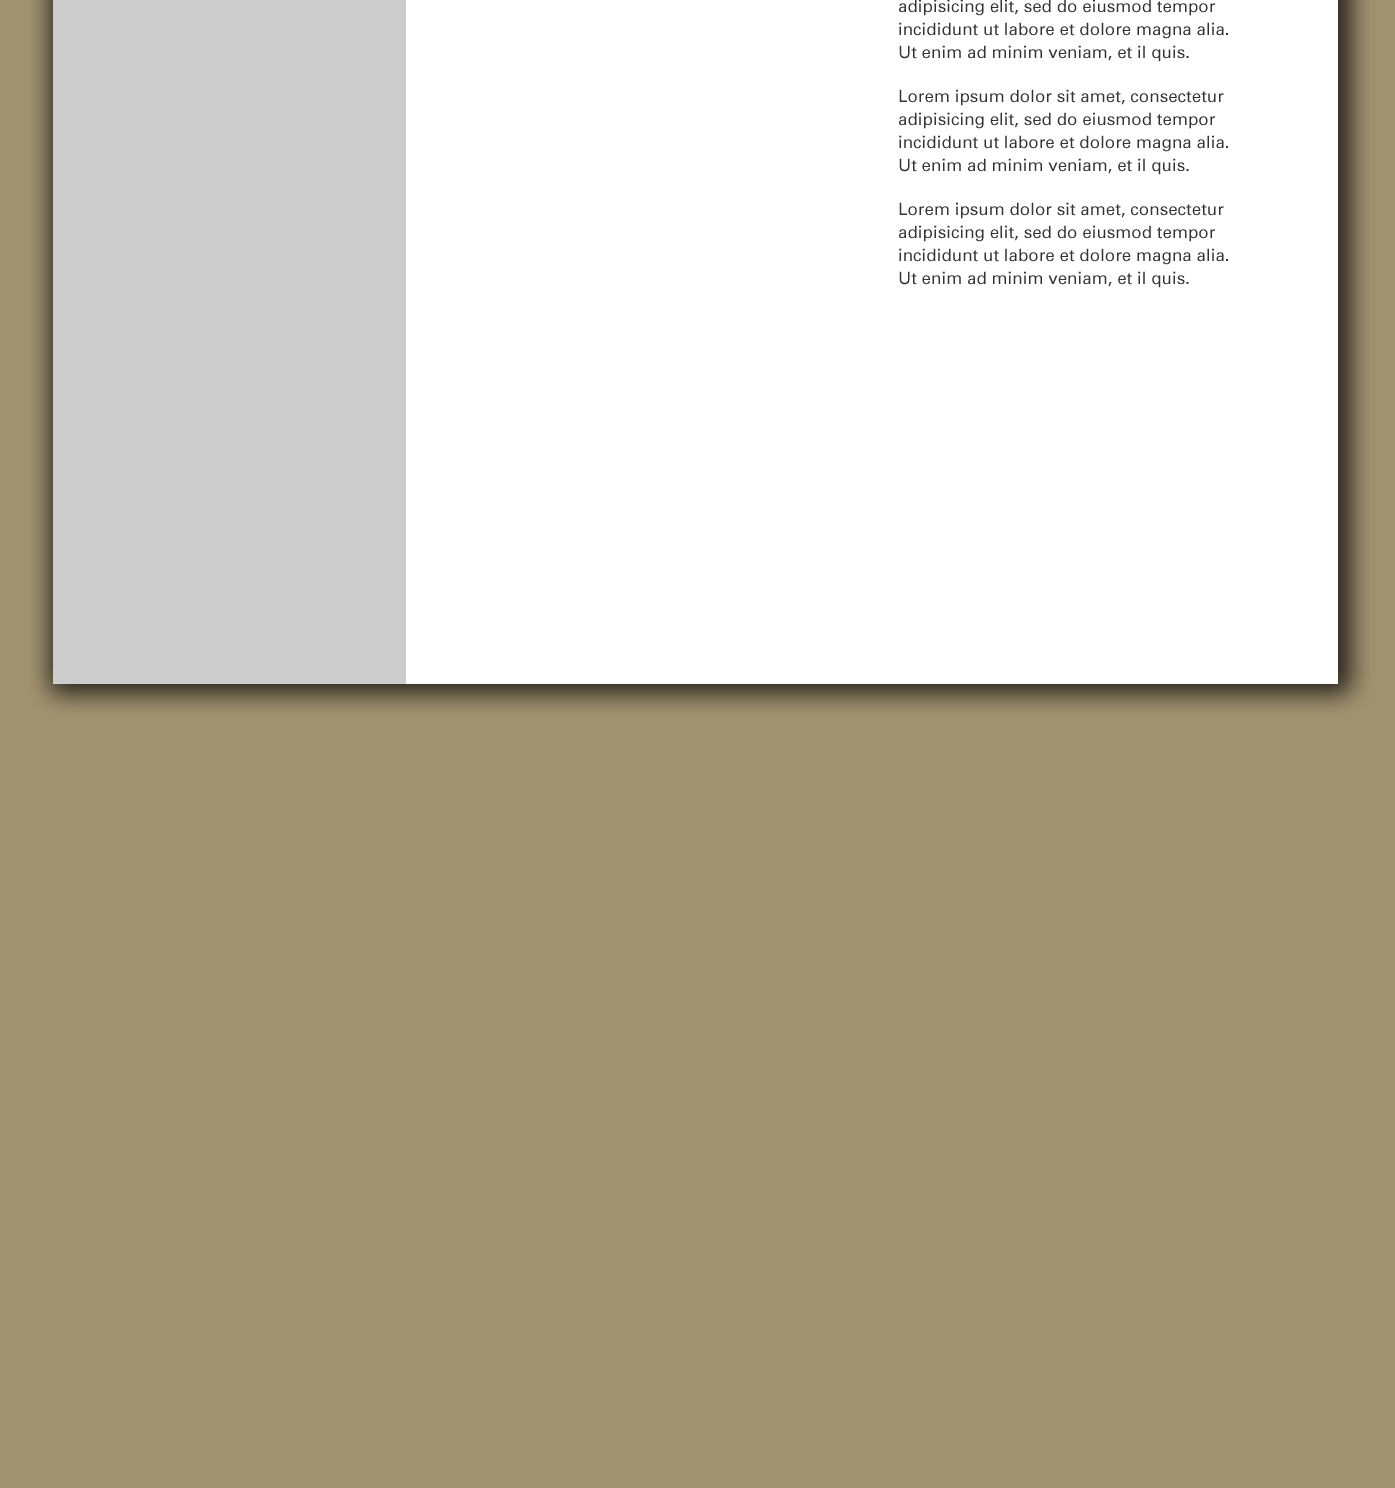 adipisicing elit, sed do eiusmod tempor
incididunt ut labore et dolore magna alia.
Ut enim ad minim veniam, et il quis.
Lorem ipsum dolor sit amet, consectetur
adipisicing elit, sed do eiusmod tempor
incididunt ut labore et dolore magna alia.
Ut enim ad minim veniam, et il quis.
Lorem ipsum dolor sit amet, consectetur
adipisicing elit, sed do eiusmod tempor
incididunt ut labore et dolore magna alia.
Ut enim ad minim veniam, et il quis.